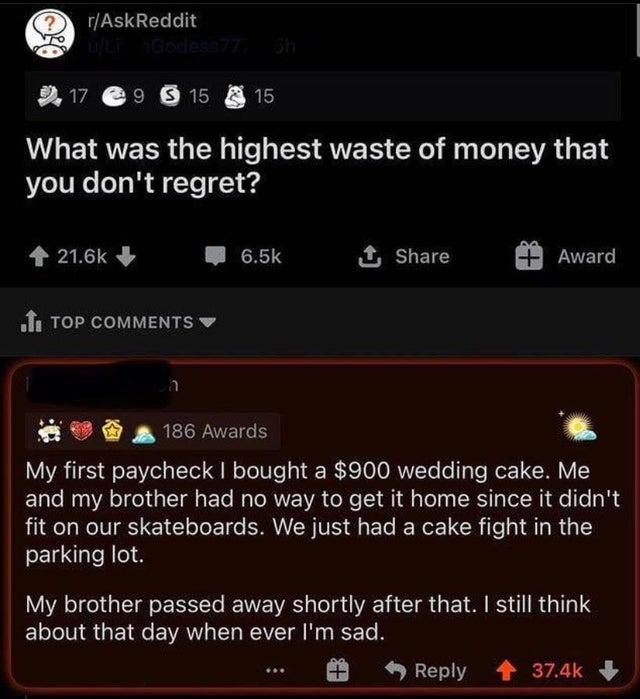 r/AskReddit
5h
17 9 S 15 15
What was the highest waste of money that
you don't regret?
21.6k 6.5k Share Award
TOP COMMENTS
h
186 Awards
My first paycheck I bought a $900 wedding cake. Me
and my brother had no way to get it home since it didn't
fit on our skateboards. We just had a cake fight in the
parking lot.
My brother passed away shortly after that. I still think
about that day when ever I'm sad.
Reply 37.4k